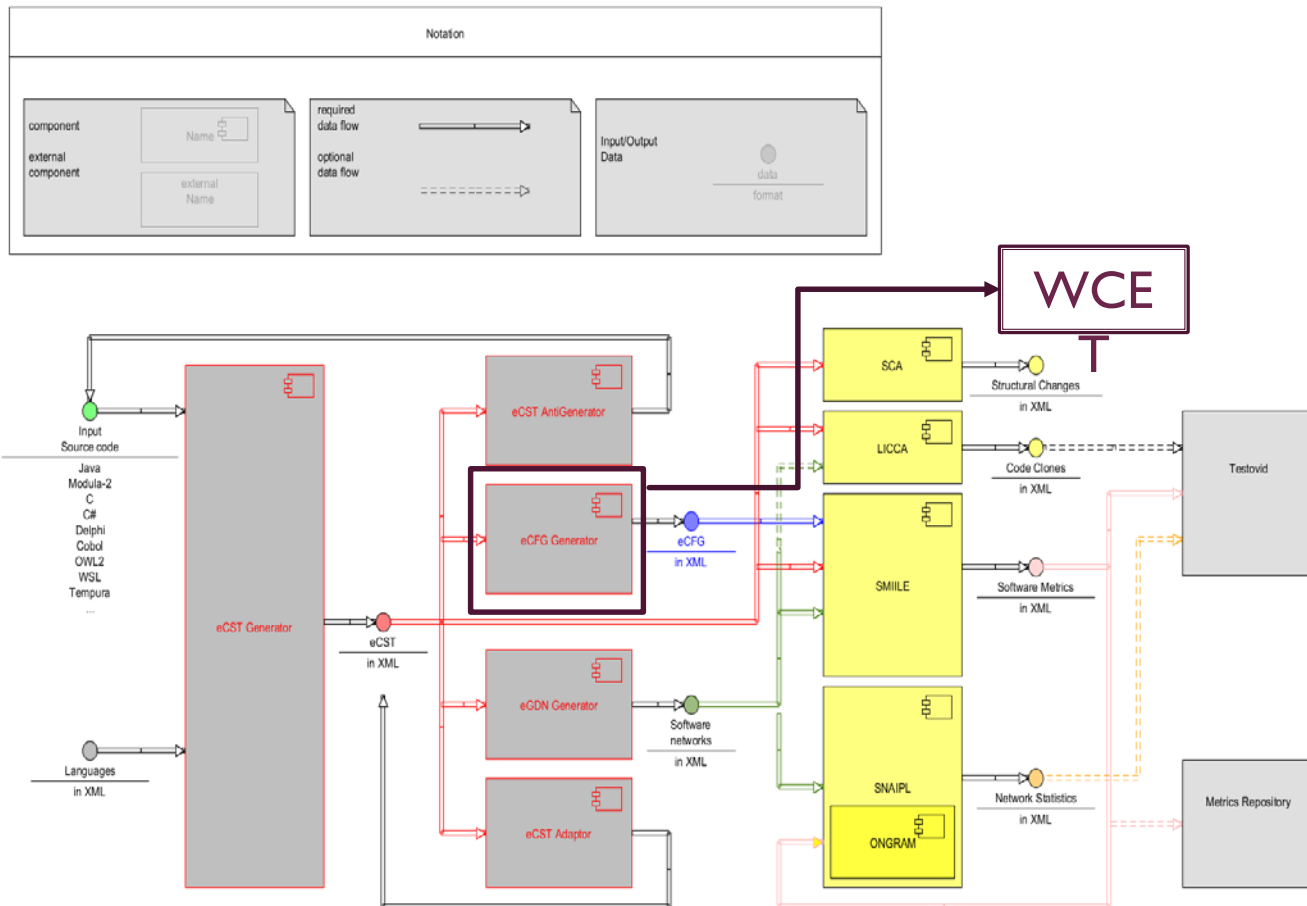 Notation
component
Name
external
component
external
Name
required
data flow
optional
data flow
Input/Output
Data
data
format
WCE
T
Input
Source code
Java
Modula-2
C
C#
Delphi
Cobol
OWL2
WSL
Tempura
...
Languages
in XML
eCST Generator
eCST
in XML
eCST AntiGenerator
eCFG Generator
eCFG
in XML
eGDN Generator
Software
networks
in XML
eCST Adaptor
SCA
Structural Changes
in XML
LICCA
Code Clones
in XML
SMIILE
Software Metrics
in XML
SNAIPL
ONGRAM
Network Statistics
in XML
Testovid
Metrics Repository